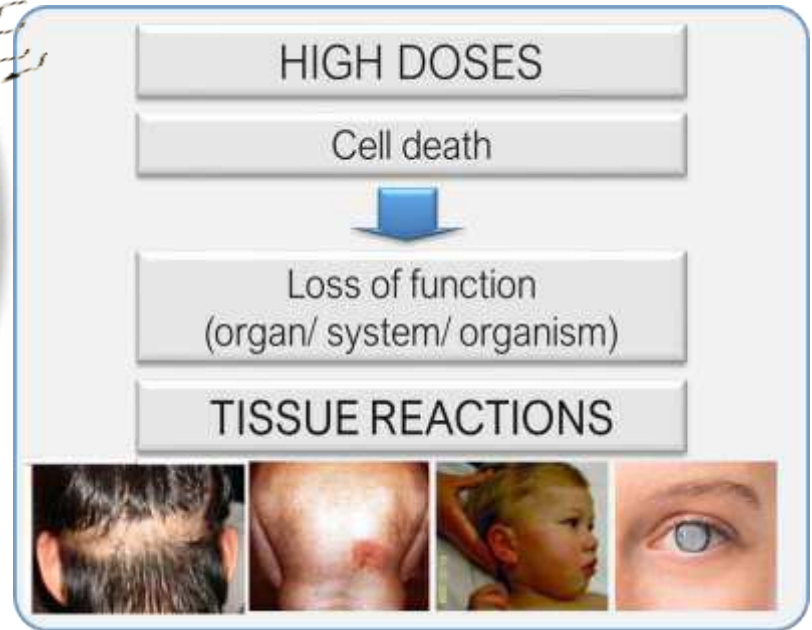 HIGH DOSES
Cell death
Loss of function
(organ/ system/ organism)
TISSUE REACTIONS